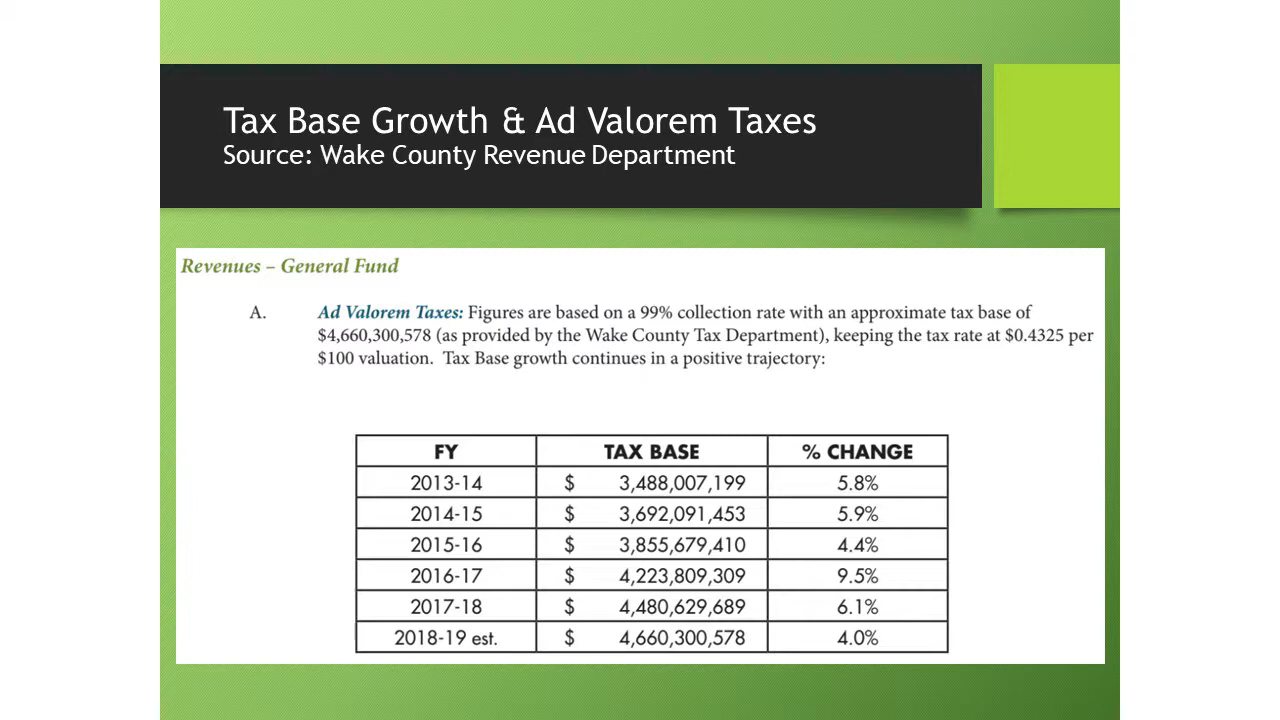 Tax Base Growth & Ad Valorem Taxes
Source: Wake County Revenue Department
Revenues – General Fund
A. Ad Valorem Taxes: Figures are based on a 99% collection rate with an approximate tax base of
$4,660,300,578 (as provided by the Wake County Tax Department), keeping the tax rate at $0.4325 per
$100 valuation. Tax Base growth continues in a positive trajectory:
FY TAX BASE % CHANGE
2013-14 $ 3,488,007,199 5.8%
2014-15 $ 3,692,091,453 5.9%
2015-16 $ 3,855,679,410 4.4%
2016-17 $ 4,223,809,309 9.5%
2017-18 $ 4,480,629,689 6.1%
2018-19 est. $ 4,660,300,578 4.0%